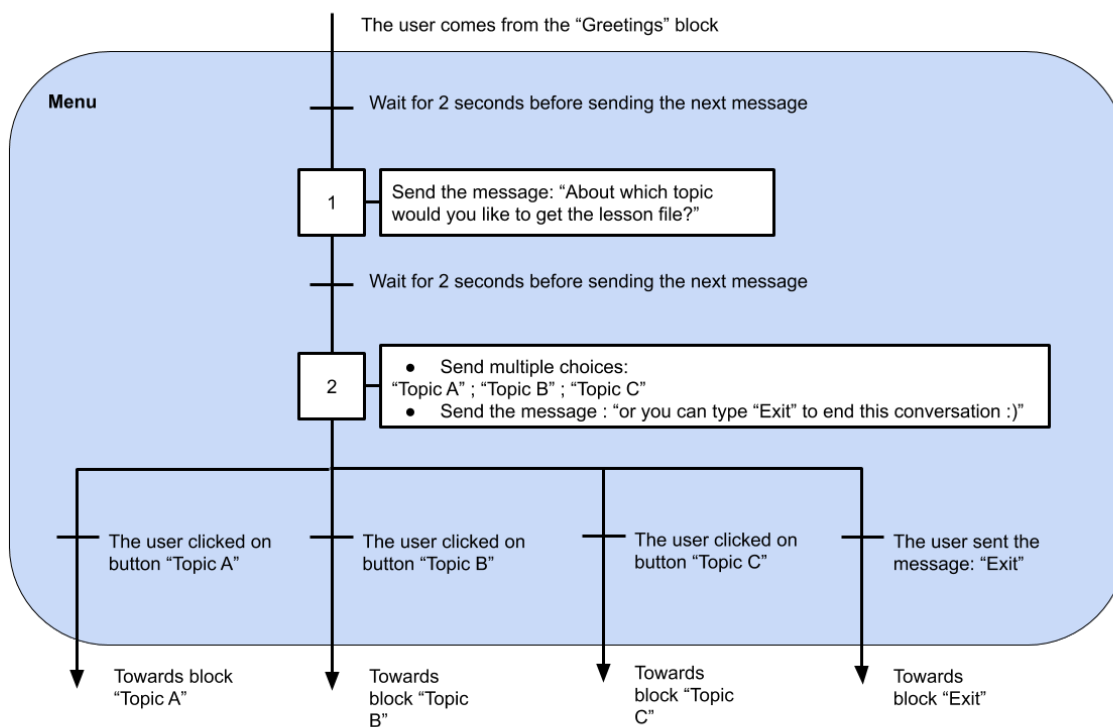 The user comes from the “Greetings” block
Menu
Wait for 2 seconds before sending the next message
1
Send the message: “About which topic
would you like to get the lesson file?”
Wait for 2 seconds before sending the next message
2
● Send multiple choices:
“Topic A” ; “Topic B” ; “Topic C”
● Send the message : “or you can type “Exit” to end this conversation :)”
The user clicked on
button “Topic A”
The user clicked on
button “Topic B”
The user clicked on
button “Topic C”
The user sent the
message: “Exit”
Towards block
“Topic A”
Towards
block “Topic
B”
Towards
block “Topic
C”
Towards
block “Exit”